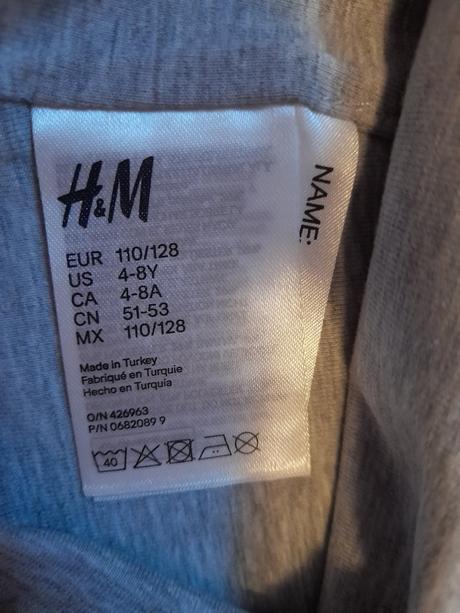 H&M
NAME:
EUR 110/128
US 4-8Y
CA 4-8A
CN 51-53
MX 110/128
Made in Turkey
Fabriqué en Turquie
Hecho en Turquia
O/N 426963
P/N 0682089 9
40